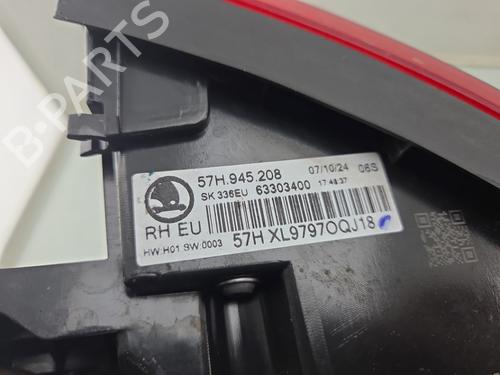 B-PARTS
57H.945.208 07/10/24 06S
SK 336EU 63303400 17:48:37
RH EU
HW:H01 SW:0003 57H XL9797OQJ18